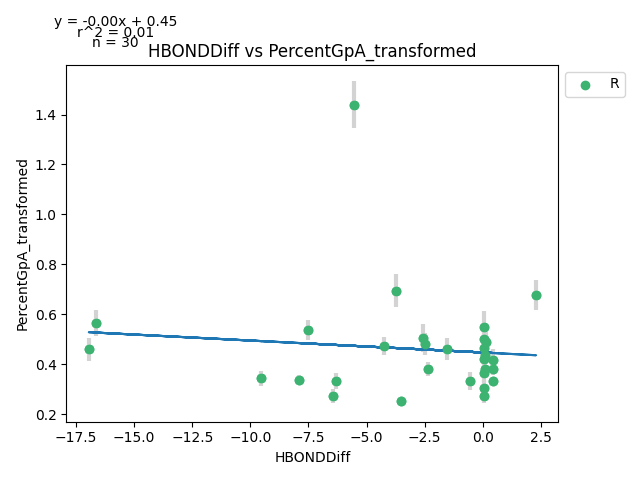 y = -0.00x + 0.45
r^2 = 0.01
n = 30
HBONDDiff vs PercentGpA_transformed
R
PercentGpA_transformed
1.4
1.2
1.0
0.8
0.6
0.4
0.2
−17.5 −15.0 −12.5 −10.0 −7.5 −5.0 −2.5 0.0 2.5
HBONDDiff